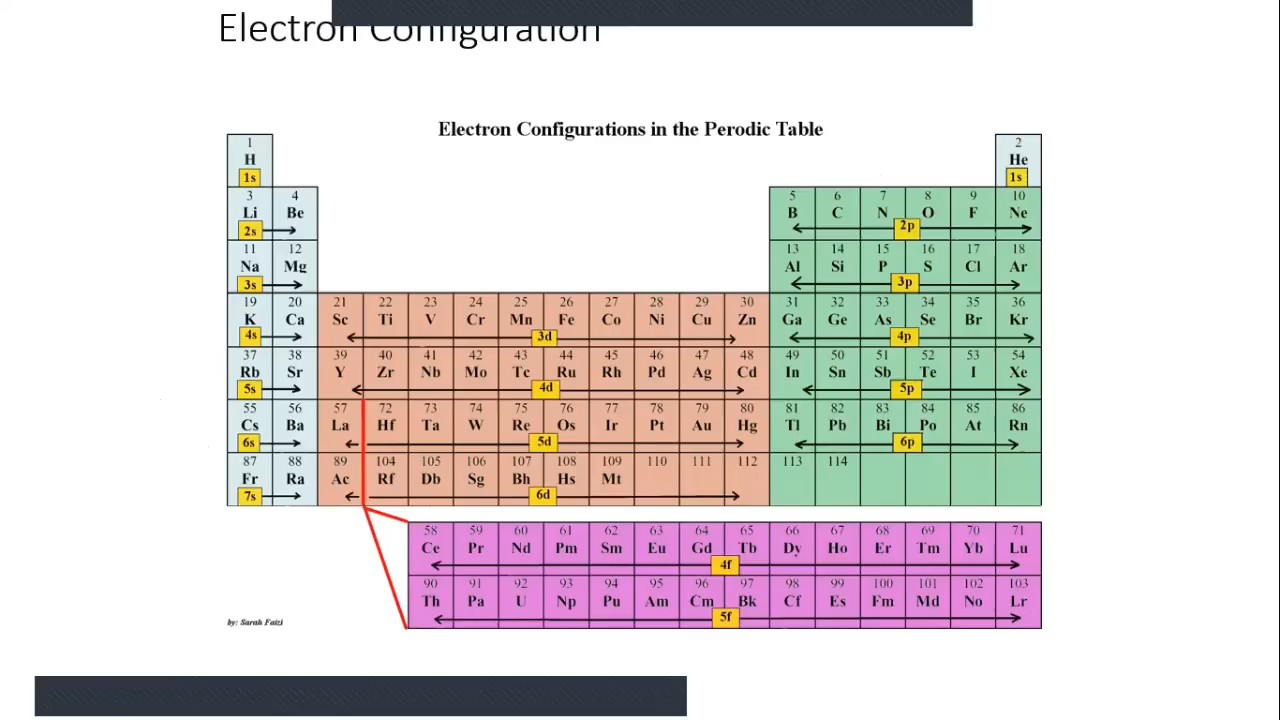 Electron Configuration
Electron Configurations in the Perodic Table
1 2
H He
1s 1s
3 4 5 6 7 8 9 10
Li Be B C N O F Ne
2s 2p
11 12 13 14 15 16 17 18
Na Mg Al Si P S Cl Ar
3s 3p
19 20 21 22 23 24 25 26 27 28 29 30 31 32 33 34 35 36
K Ca Sc Ti V Cr Mn Fe Co Ni Cu Zn Ga Ge As Se Br Kr
4s 3d 4p
37 38 39 40 41 42 43 44 45 46 47 48 49 50 51 52 53 54
Rb Sr Y Zr Nb Mo Tc Ru Rh Pd Ag Cd In Sn Sb Te I Xe
5s 4d 5p
55 56 57 72 73 74 75 76 77 78 79 80 81 82 83 84 85 86
Cs Ba La Hf Ta W Re Os Ir Pt Au Hg Tl Pb Bi Po At Rn
6s 5d 6p
87 88 89 104 105 106 107 108 109 110 111 112 113 114
Fr Ra Ac Rf Db Sg Bh Hs Mt
7s 6d
58 59 60 61 62 63 64 65 66 67 68 69 70 71
Ce Pr Nd Pm Sm Eu Gd Tb Dy Ho Er Tm Yb Lu
4f
90 91 92 93 94 95 96 97 98 99 100 101 102 103
Th Pa U Np Pu Am Cm Bk Cf Es Fm Md No Lr
5f
by: Sarah Faizi